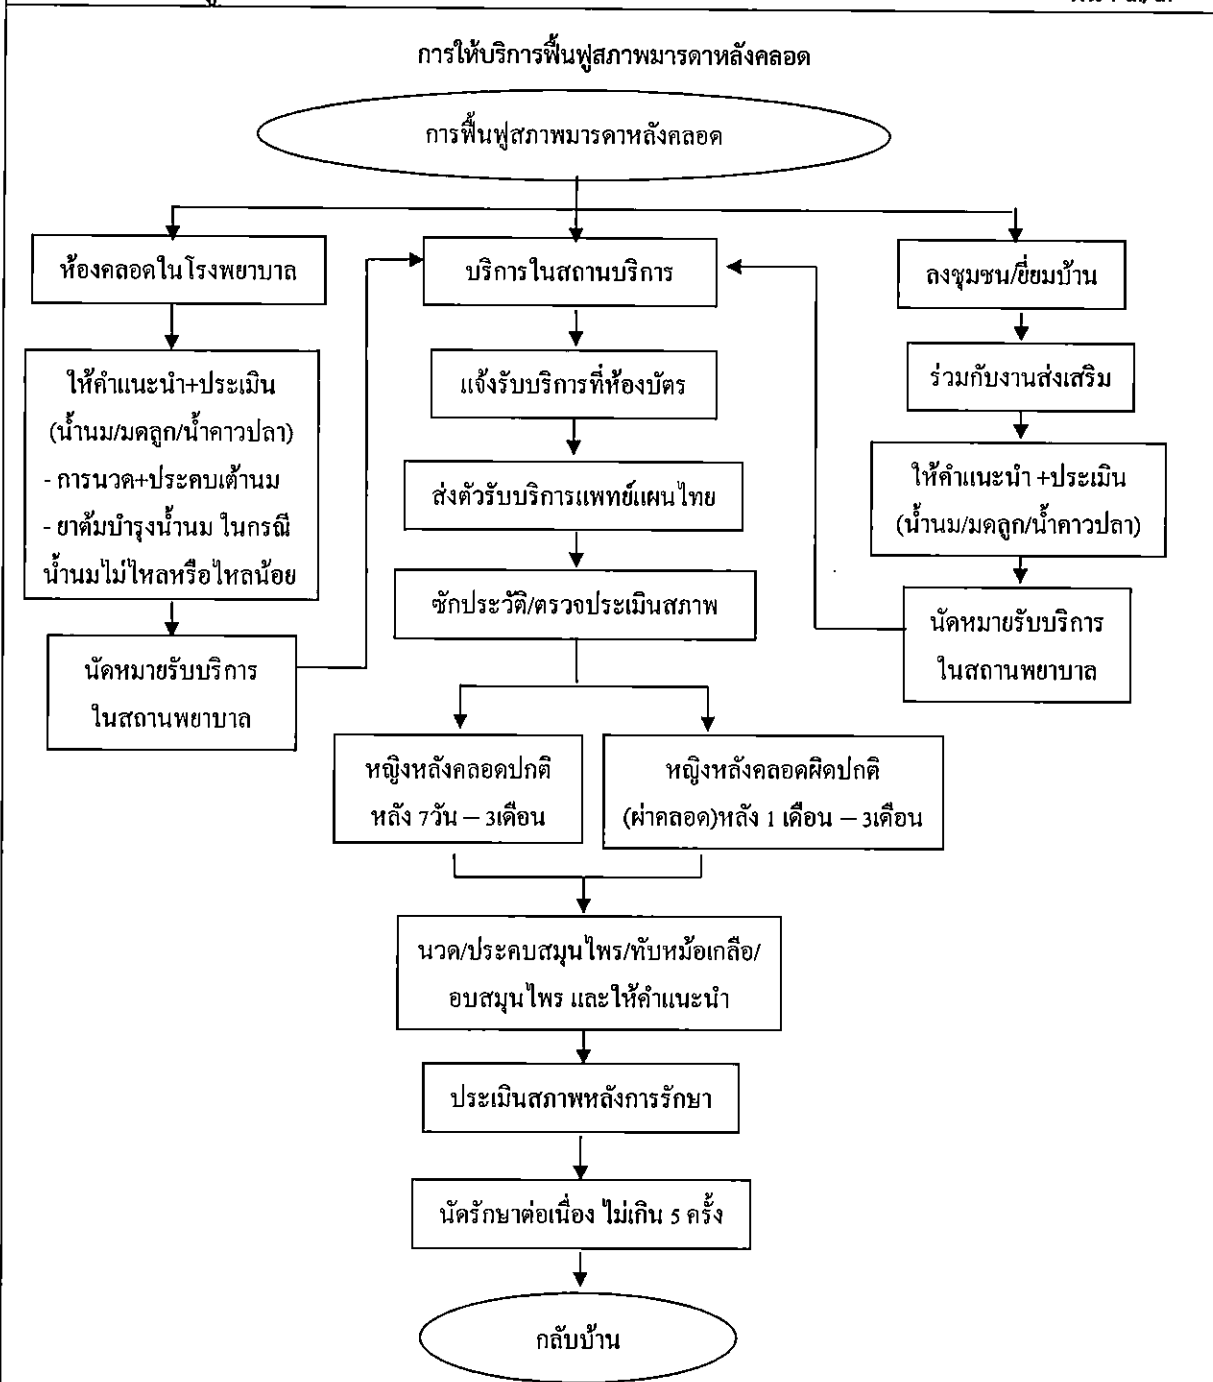 การให้บริการฟื้นฟูสภาพมารดาหลังคลอด
การฟื้นฟูสภาพมารดาหลังคลอด
ห้องคลอดในโรงพยาบาล
บริการในสถานบริการ
ลงชุมชน/เยี่ยมบ้าน
ให้คำแนะนำ+ประเมิน
(น้ำนม/มดลูก/น้ำคาวปลา)
- การนวด+ประคบเต้านม
- ยาต้มบำรุงน้ำนม ในกรณี
น้ำนมไม่ไหลหรือไหลน้อย
แจ้งรับบริการที่ห้องบัตร
ร่วมกับงานส่งเสริม
ส่งตัวรับบริการแพทย์แผนไทย
ให้คำแนะนำ +ประเมิน
(น้ำนม/มดลูก/น้ำคาวปลา)
ซักประวัติ/ตรวจประเมินสภาพ
นัดหมายรับบริการ
ในสถานพยาบาล
นัดหมายรับบริการ
ในสถานพยาบาล
หญิงหลังคลอดปกติ
หลัง 7วัน – 3เดือน
หญิงหลังคลอดผิดปกติ
(ผ่าคลอด)หลัง 1 เดือน – 3เดือน
นวด/ประคบสมุนไพร/ทับหม้อเกลือ/
อบสมุนไพร และให้คำแนะนำ
ประเมินสภาพหลังการรักษา
นัดรักษาต่อเนื่อง ไม่เกิน 5 ครั้ง
กลับบ้าน